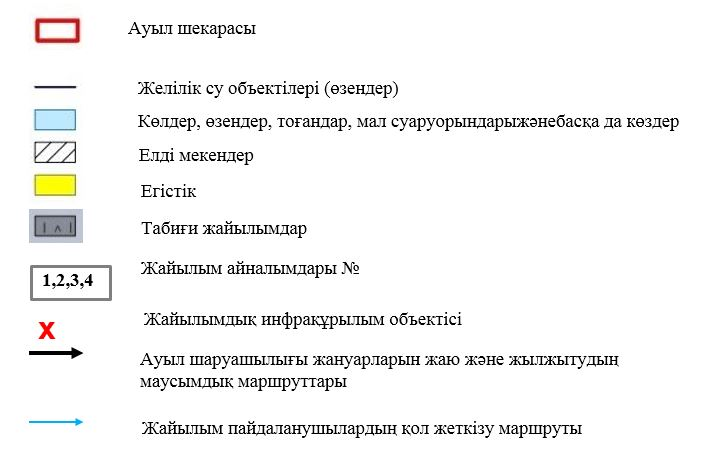 Ауыл шекарасы
Желілік су объектілері (өзендер)
Көлдер, өзендер, тоғандар, мал суаруорындарыжәнебасқа да көздер
Елді мекендер
Егістік
Табиғи жайылымдар
Жайылым айналымдары №
1,2,3,4
Х
Жайылымдық инфрақұрылым объектісі
Ауыл шаруашылығы жануарларын жаю және жылжытудың
маусымдық маршруттары
Жайылым пайдаланушылардың қол жеткізу маршруты